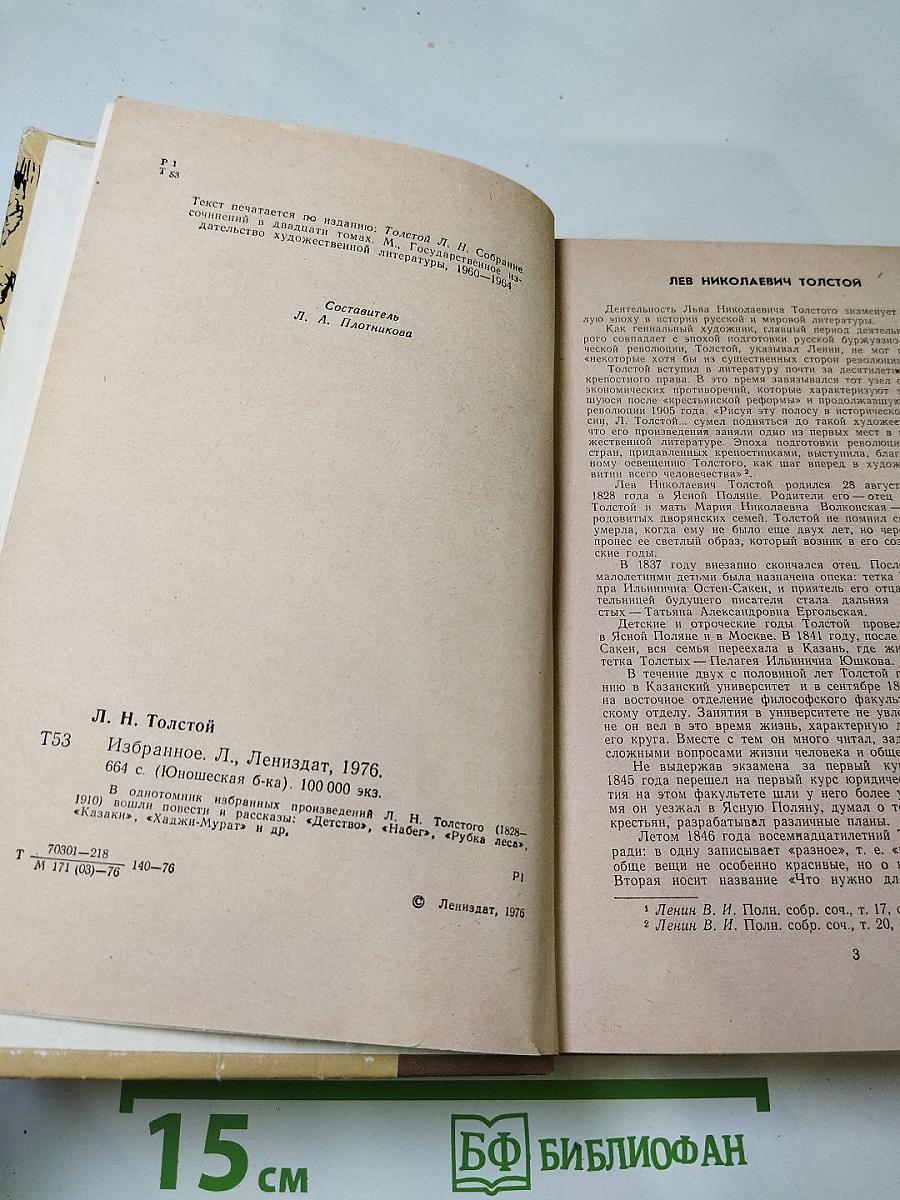 Р 1
Т 53
Текст печатается по изданию: Толстой Л. Н. Собрание
сочинений в двадцати томах. М., Государственное из-
дательство художественной литературы, 1960—1964
Составитель
Л. А. Плотникова
Л. Н. Толстой
Т53 Избранное. Л., Лениздат, 1976.
664 с. (Юношеская б-ка). 100 000 экз.
В однотомник избранных произведений Л. Н. Толстого (1828—
1910) вошли повести и рассказы: «Детство», «Набег», «Рубка леса»,
«Казаки», «Хаджи-Мурат» и др.
Т 70301—218
М 171 (03)—76 140—76
Р1
© Лениздат, 1976
ЛЕВ НИКОЛАЕВИЧ ТОЛСТОЙ
Деятельность Льва Николаевича Толстого знаменует
лую эпоху в истории русской и мировой литературы.
Как гениальный художник, главный период деятельн
рого совпадает с эпохой подготовки русской буржуазно
ческой революции, Толстой, указывал Ленин, не мог н
«некоторые хотя бы из существенных сторон революци
Толстой вступил в литературу почти за десятилети
крепостного права. В это время завязывался тот узел с
экономических противоречий, которые характеризуют
шуюся после «крестьянской реформы» и продолжавшу
революции 1905 года. «Рисуя эту полосу в историческо
сии, Л. Толстой... сумел подняться до такой художест
что его произведения заняли одно из первых мест в
жественной литературе. Эпоха подготовки революци
стран, придавленных крепостниками, выступила, благ
ному освещению Толстого, как шаг вперед в худож
витии всего человечества»².
Лев Николаевич Толстой родился 28 август
1828 года в Ясной Поляне. Родители его — отец
Толстой и мать Мария Николаевна Волконская —
родовитых дворянских семей. Толстой не помнил с
умерла, когда ему не было еще двух лет, но чер
пронес ее светлый образ, который возник в его соз
ские годы.
В 1837 году внезапно скончался отец. После
малолетними детьми была назначена опека: тетка
дра Ильинична Остен-Сакен, и приятель его отца
тельницей будущего писателя стала дальняя
стых — Татьяна Александровна Ергольская.
Детские и отроческие годы Толстой провел
в Ясной Поляне и в Москве. В 1841 году, после
Сакен, вся семья переехала в Казань, где жи
тетка Толстых — Пелагея Ильинична Юшкова.
В течение двух с половиной лет Толстой г
нию в Казанский университет и в сентябре 18
на восточное отделение философского факуль
скому отделу. Занятия в университете не увле
не он вел в это время жизнь, характерную д
его круга. Вместе с тем он много читал, зад
сложными вопросами жизни человека и обще
Не выдержав экзамена за первый кур
1845 года перешел на первый курс юридичес
тия на этом факультете шли у него более у
мя он уезжал в Ясную Поляну, думал о т
крестьян, разрабатывал различные планы.
Летом 1846 года восемнадцатилетний Т
ради: в одну записывает «разное», т. е. «
обще вещи не особенно красивые, но о
Вторая носит название «Что нужно дл
¹ Ленин В. И. Полн. собр. соч., т. 17, с
² Ленин В. И. Полн. собр. соч., т. 20,
3
15 см
БФ БИБЛИОФАН